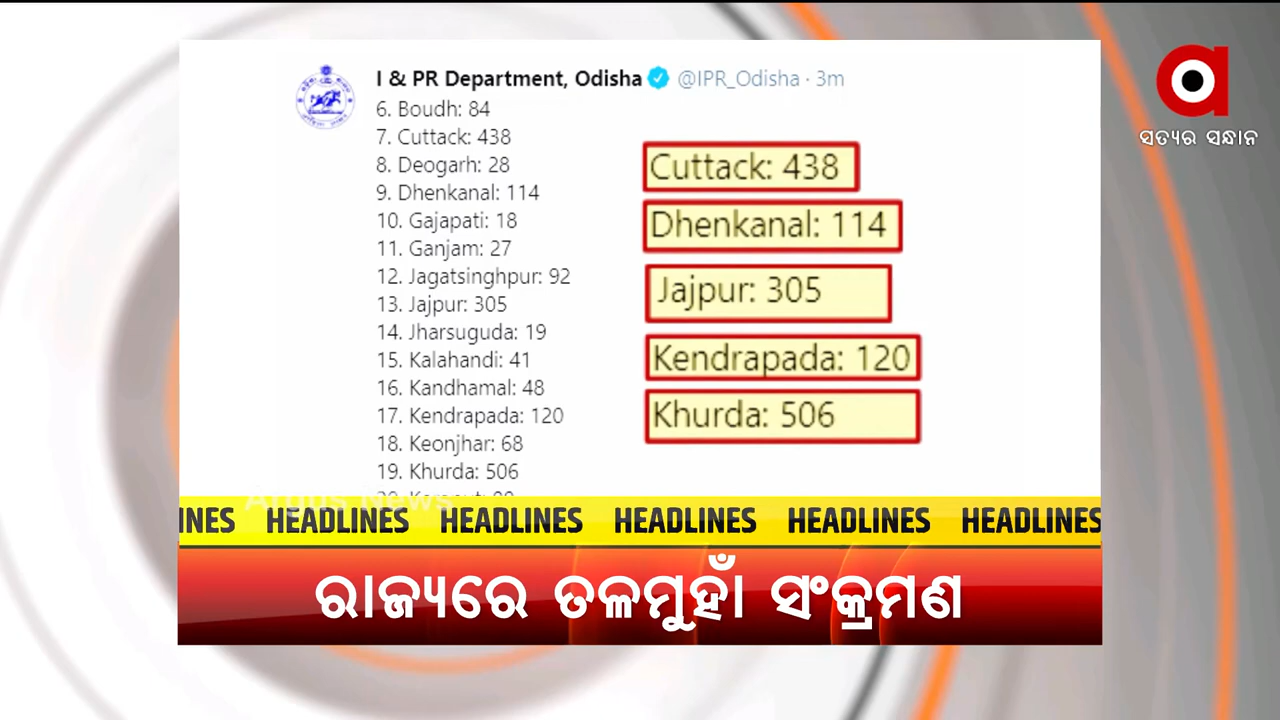 I & PR Department, Odisha @IPR_Odisha · 3m
6. Boudh: 84
7. Cuttack: 438
8. Deogarh: 28
9. Dhenkanal: 114
10. Gajapati: 18
11. Ganjam: 27
12. Jagatsinghpur: 92
13. Jajpur: 305
14. Jharsuguda: 19
15. Kalahandi: 41
16. Kandhamal: 48
17. Kendrapada: 120
18. Keonjhar: 68
19. Khurda: 506
Cuttack: 438
Dhenkanal: 114
Jajpur: 305
Kendrapada: 120
Khurda: 506
ସତ୍ୟର ସନ୍ଧାନ
Argus News
INES HEADLINES HEADLINES HEADLINES HEADLINES HEADLINES
ରାଜ୍ୟରେ ତଳମୁହାଁ ସଂକ୍ରମଣ